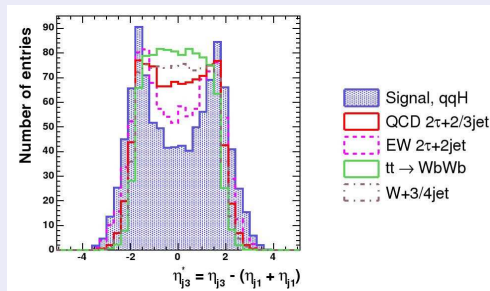 Number of entries
90
80
70
60
50
40
30
20
10
0
-4 -2 0 2 4
η*j3 = ηj3 - (ηj1 + ηj1)
Signal, qqH
QCD 2τ+2/3jet
EW 2τ+2jet
tt → WbWb
W+3/4jet